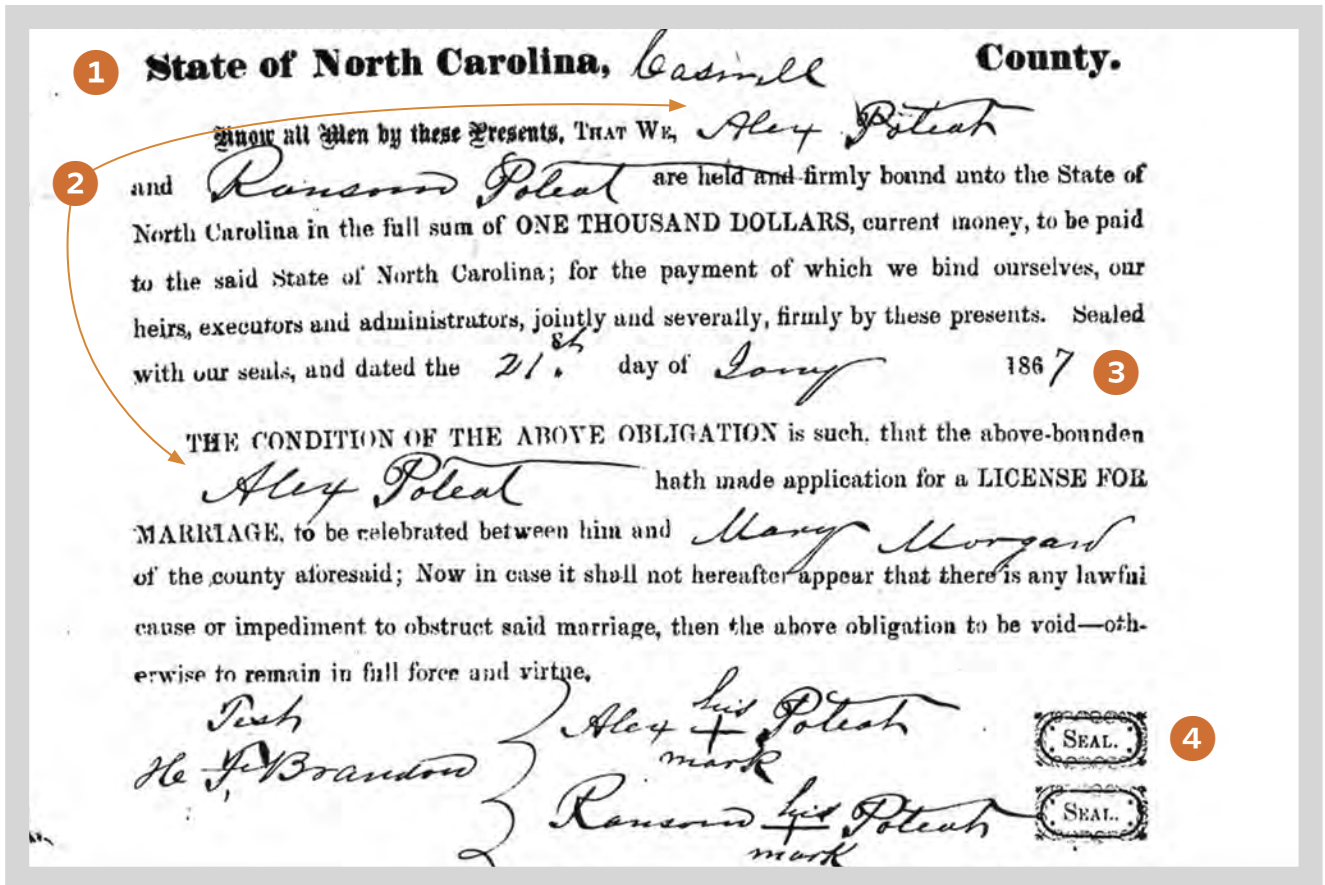 1 State of North Carolina, Caswell County.
Know all Men by these Presents, THAT WE, Alex Poteat
2 and Ransom Poteat are held and firmly bound unto the State of
North Carolina in the full sum of ONE THOUSAND DOLLARS, current money, to be paid
to the said State of North Carolina; for the payment of which we bind ourselves, our
heirs, executors and administrators, jointly and severally, firmly by these presents. Sealed
with our seals, and dated the 21.st day of Jany 1867 3
THE CONDITION OF THE ABOVE OBLIGATION is such, that the above-bounden
Alex Poteat hath made application for a LICENSE FOR
MARRIAGE, to be celebrated between him and Mary Morgan
of the county aforesaid; Now in case it shall not hereafter appear that there is any lawful
cause or impediment to obstruct said marriage, then the above obligation to be void—oth-
erwise to remain in full force and virtue.
Test
Alex his + mark Poteat SEAL. 4
H F Brandon
Ransom his + mark Poteat SEAL.